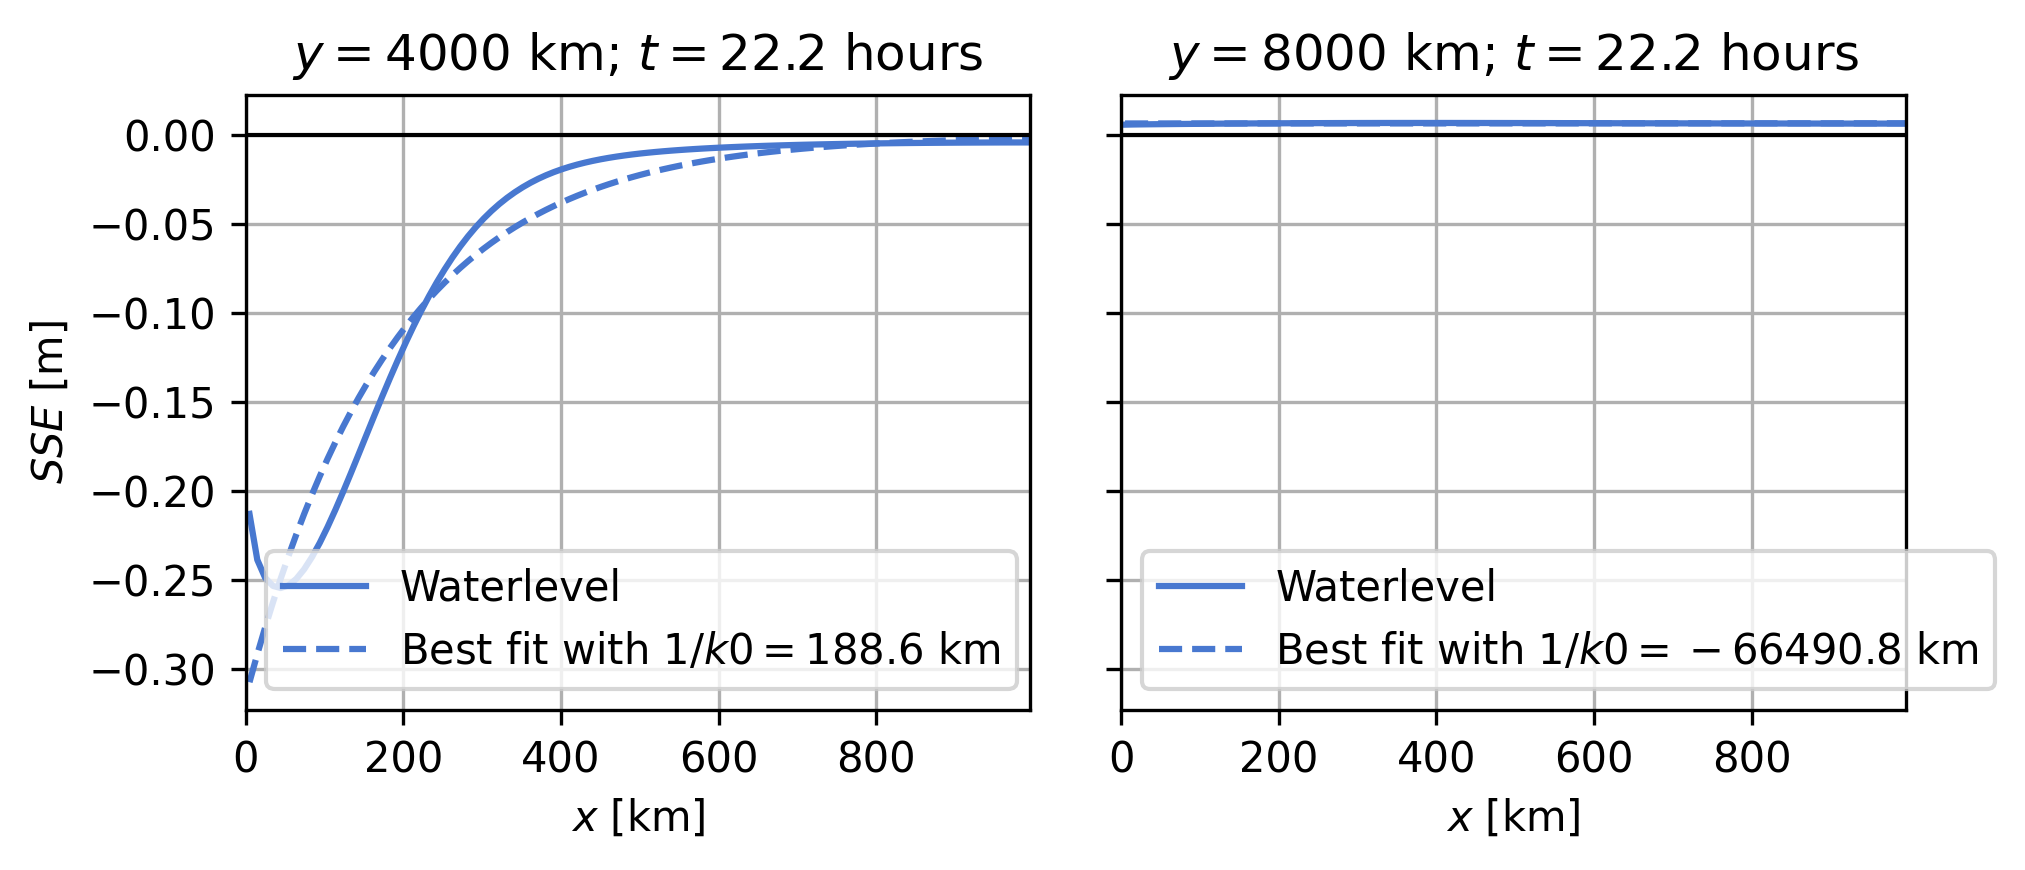 y = 4000 km; t = 22.2 hours
y = 8000 km; t = 22.2 hours
SSE [m]
0.00
−0.05
−0.10
−0.15
−0.20
−0.25
−0.30
Waterlevel
Best fit with 1/k0 = 188.6 km
Waterlevel
Best fit with 1/k0 = −66490.8 km
0 200 400 600 800
0 200 400 600 800
x [km]
x [km]